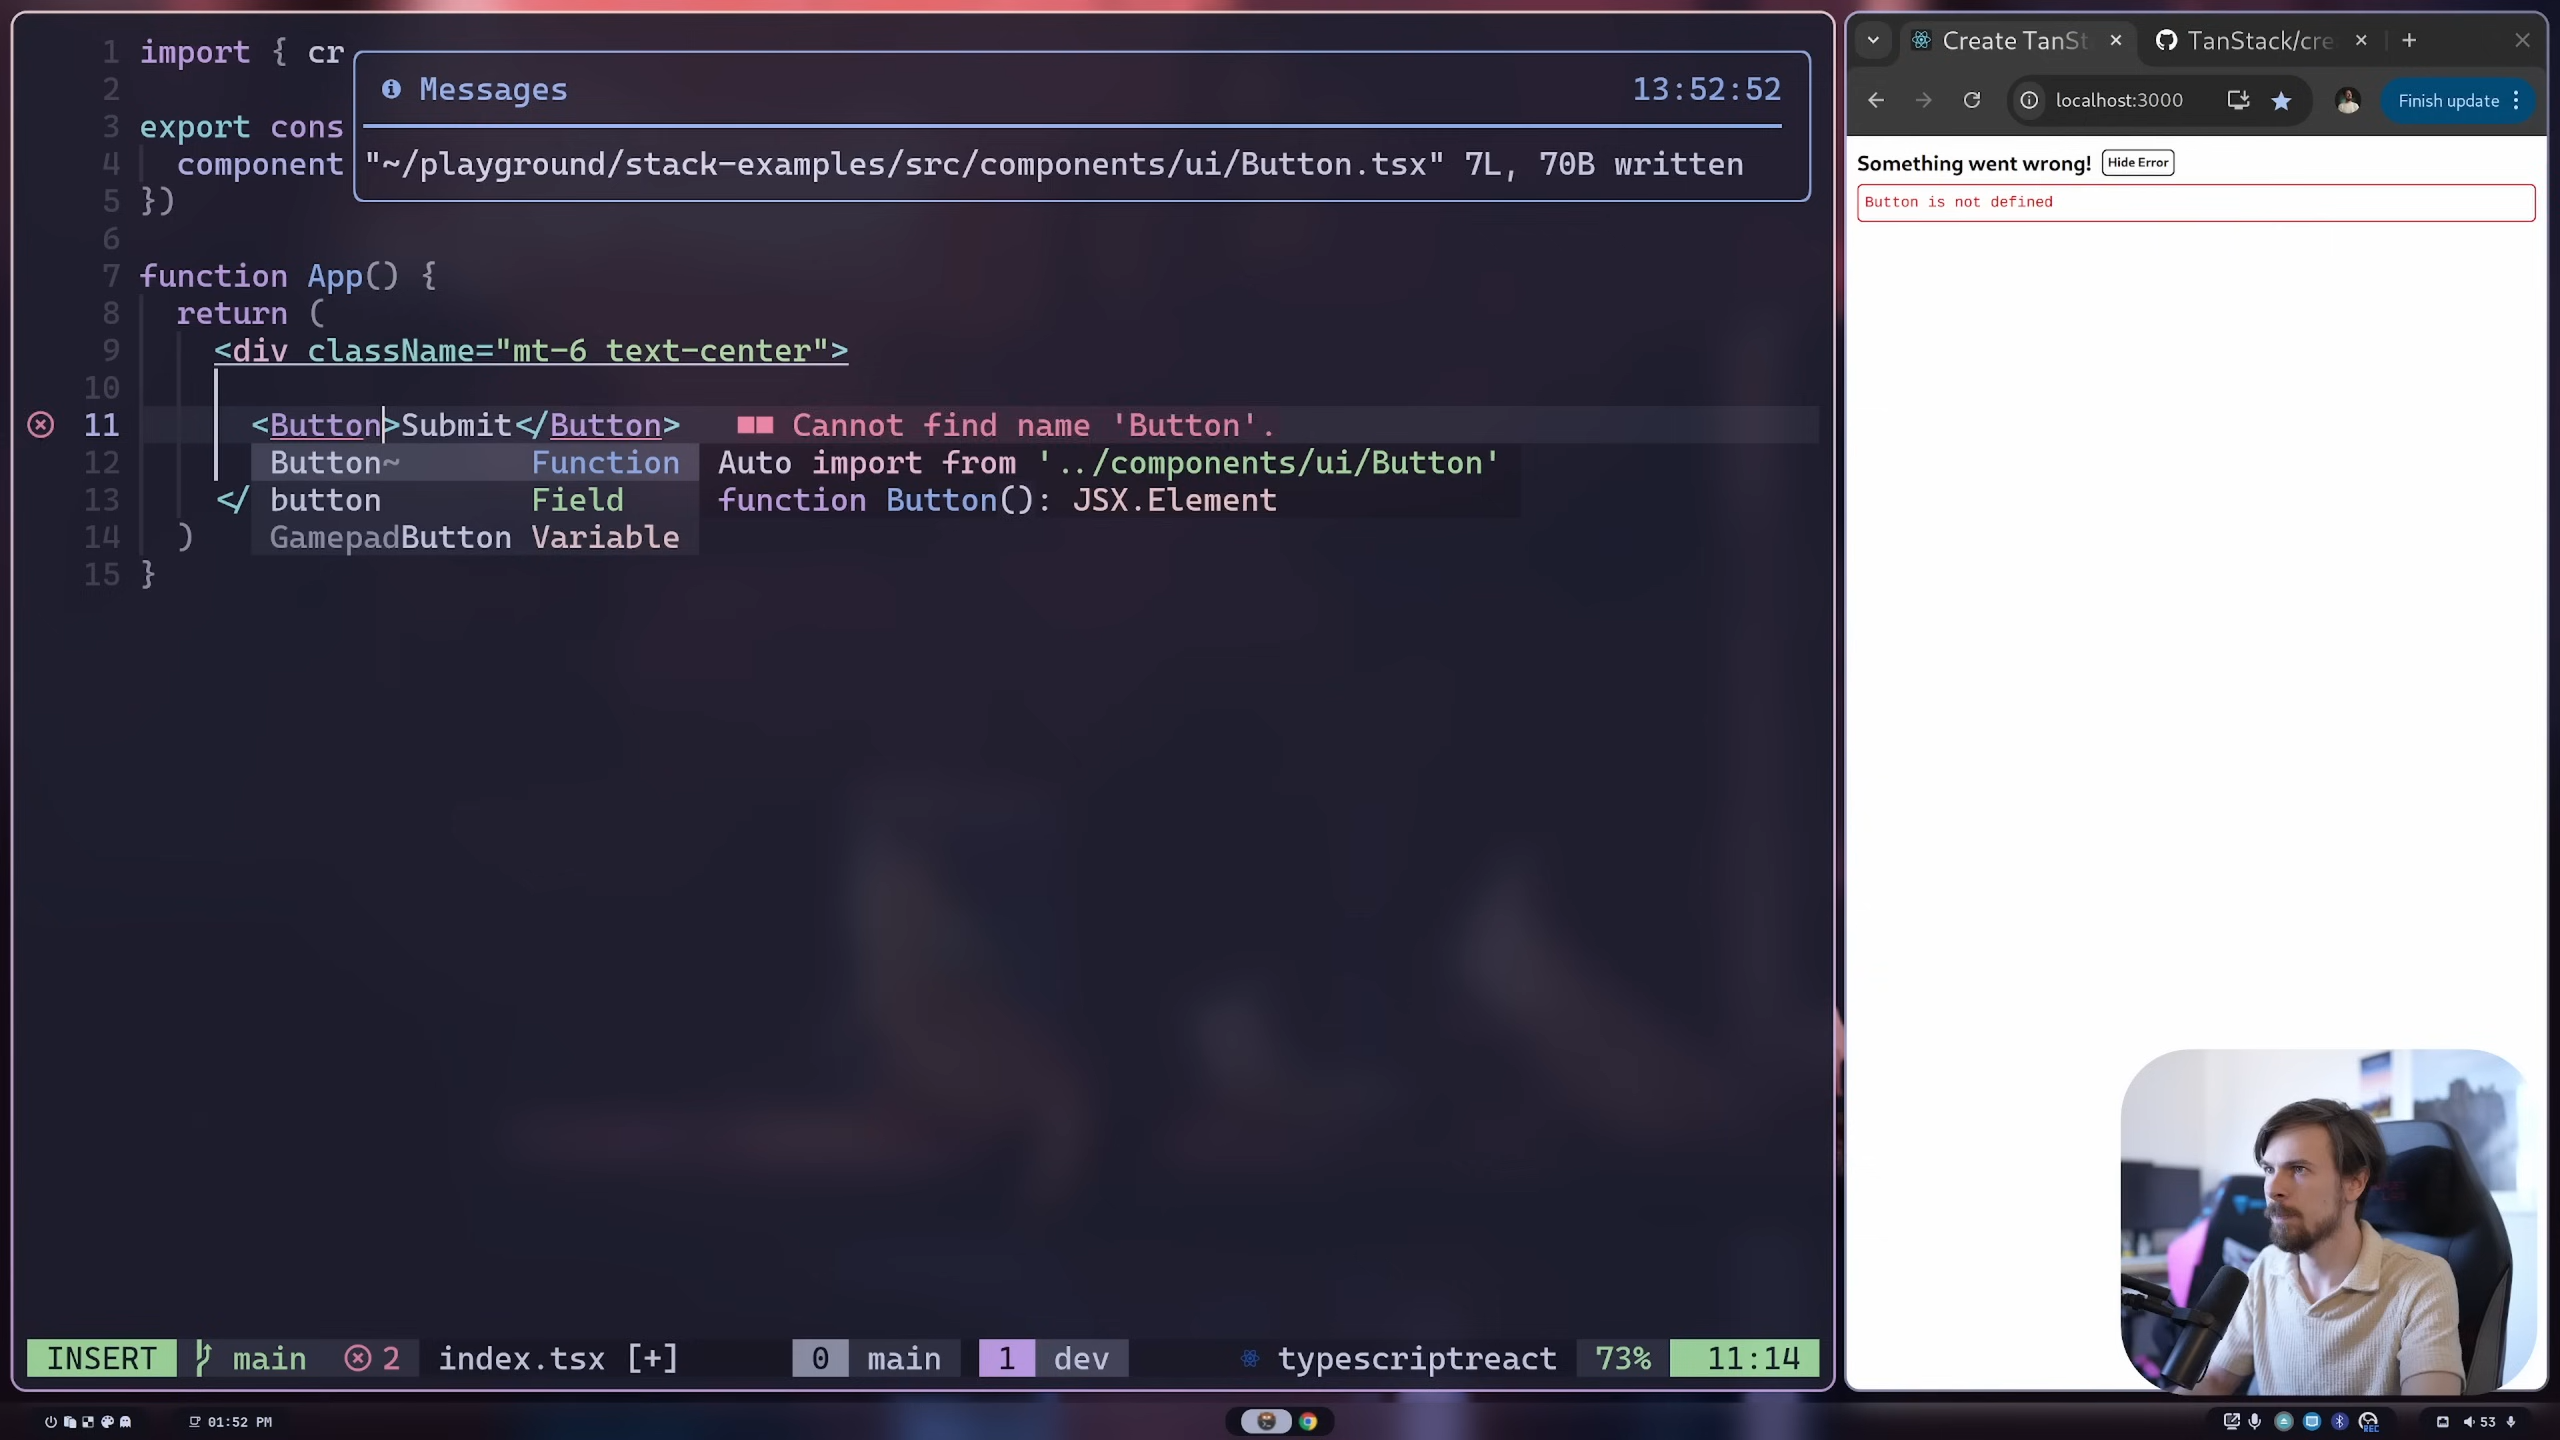 1 import { cr
2
3 export cons
4 component
5 })
6
7 function App() {
8 return (
9 <div className="mt-6 text-center">
10
11 <Button>Submit</Button> ■■ Cannot find name 'Button'.
12
13 </
14 )
15 }
Messages 13:52:52
"~/playground/stack-examples/src/components/ui/Button.tsx" 7L, 70B written
Button~ Function
button Field
GamepadButton Variable
Auto import from '../components/ui/Button'
function Button(): JSX.Element
INSERT main 2 index.tsx [+] 0 main 1 dev typescriptreact 73% 11:14
Create TanSt
TanStack/cre
localhost:3000
Finish update
Something went wrong!
Hide Error
Button is not defined
01:52 PM
REC
53